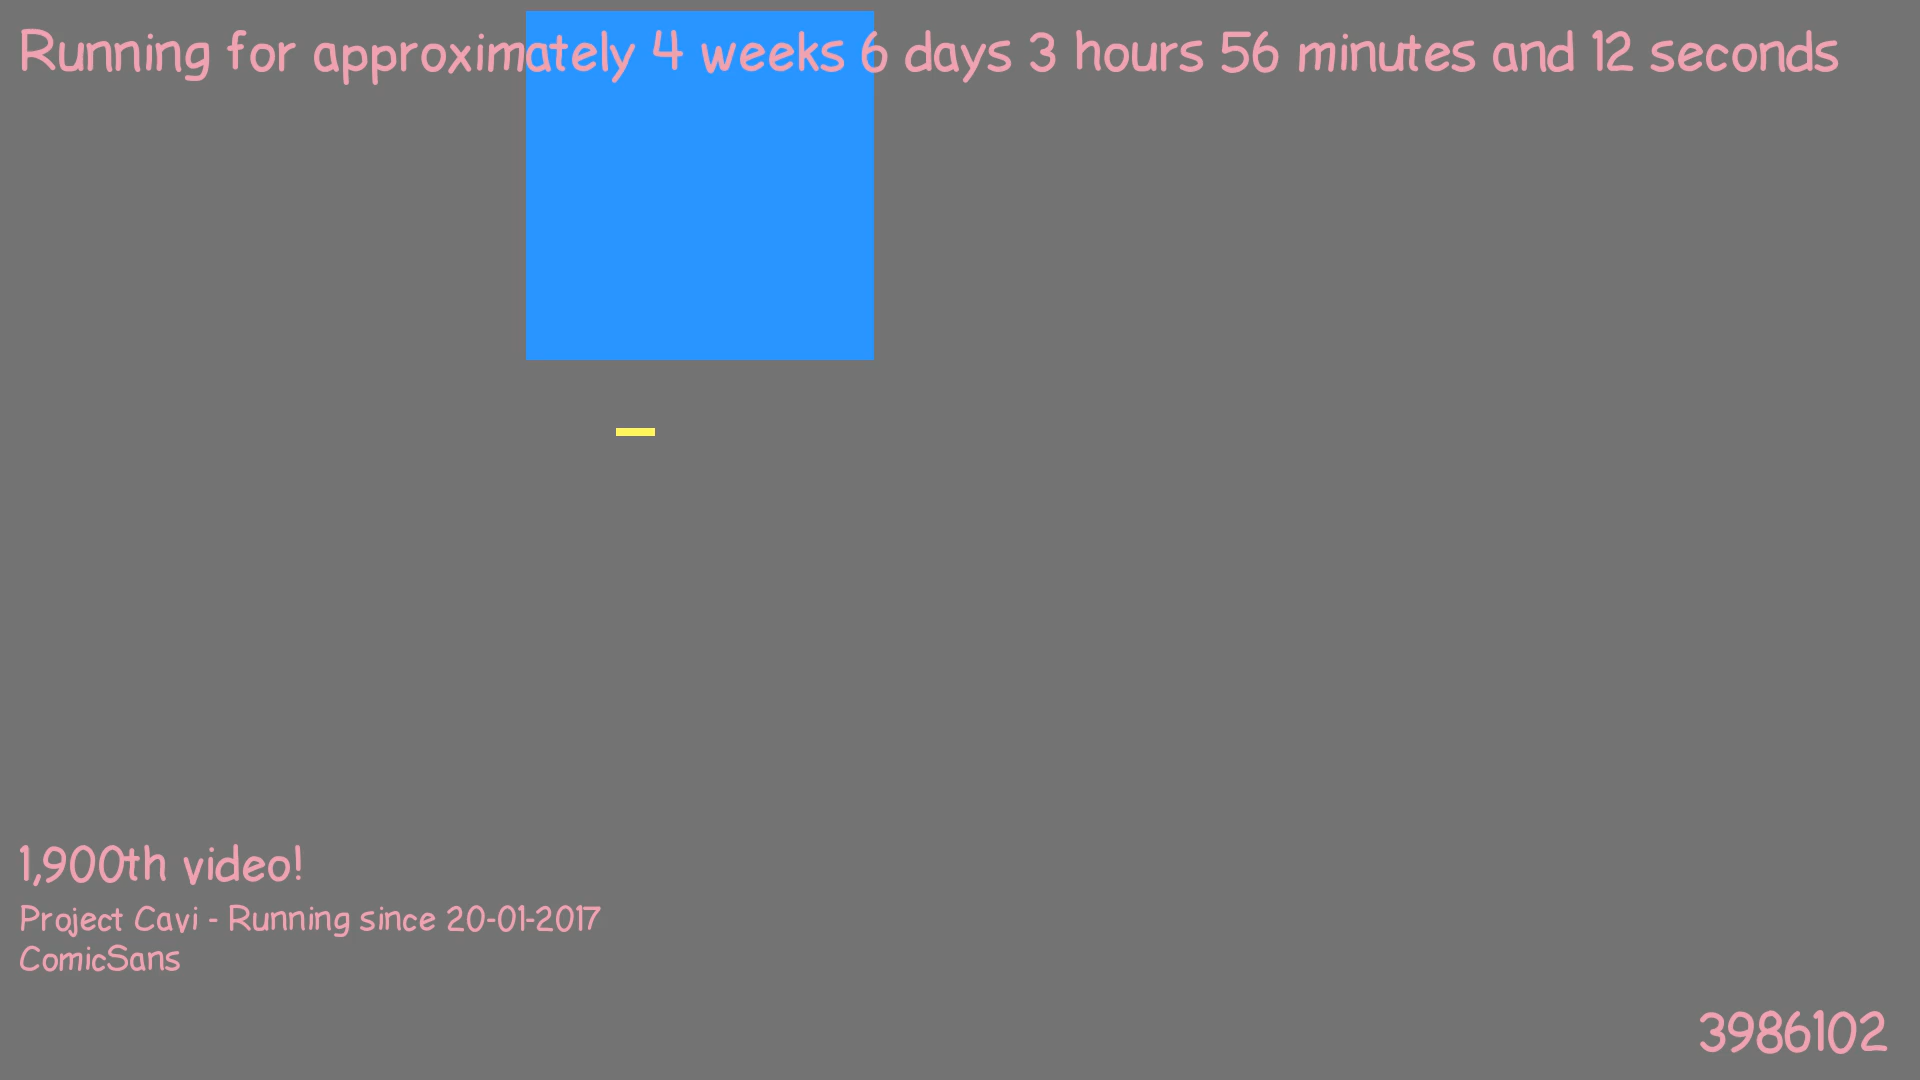 Running for approximately 4 weeks 6 days 3 hours 56 minutes and 12 seconds
1,900th video!
Project Cavi - Running since 20-01-2017
ComicSans
3986102